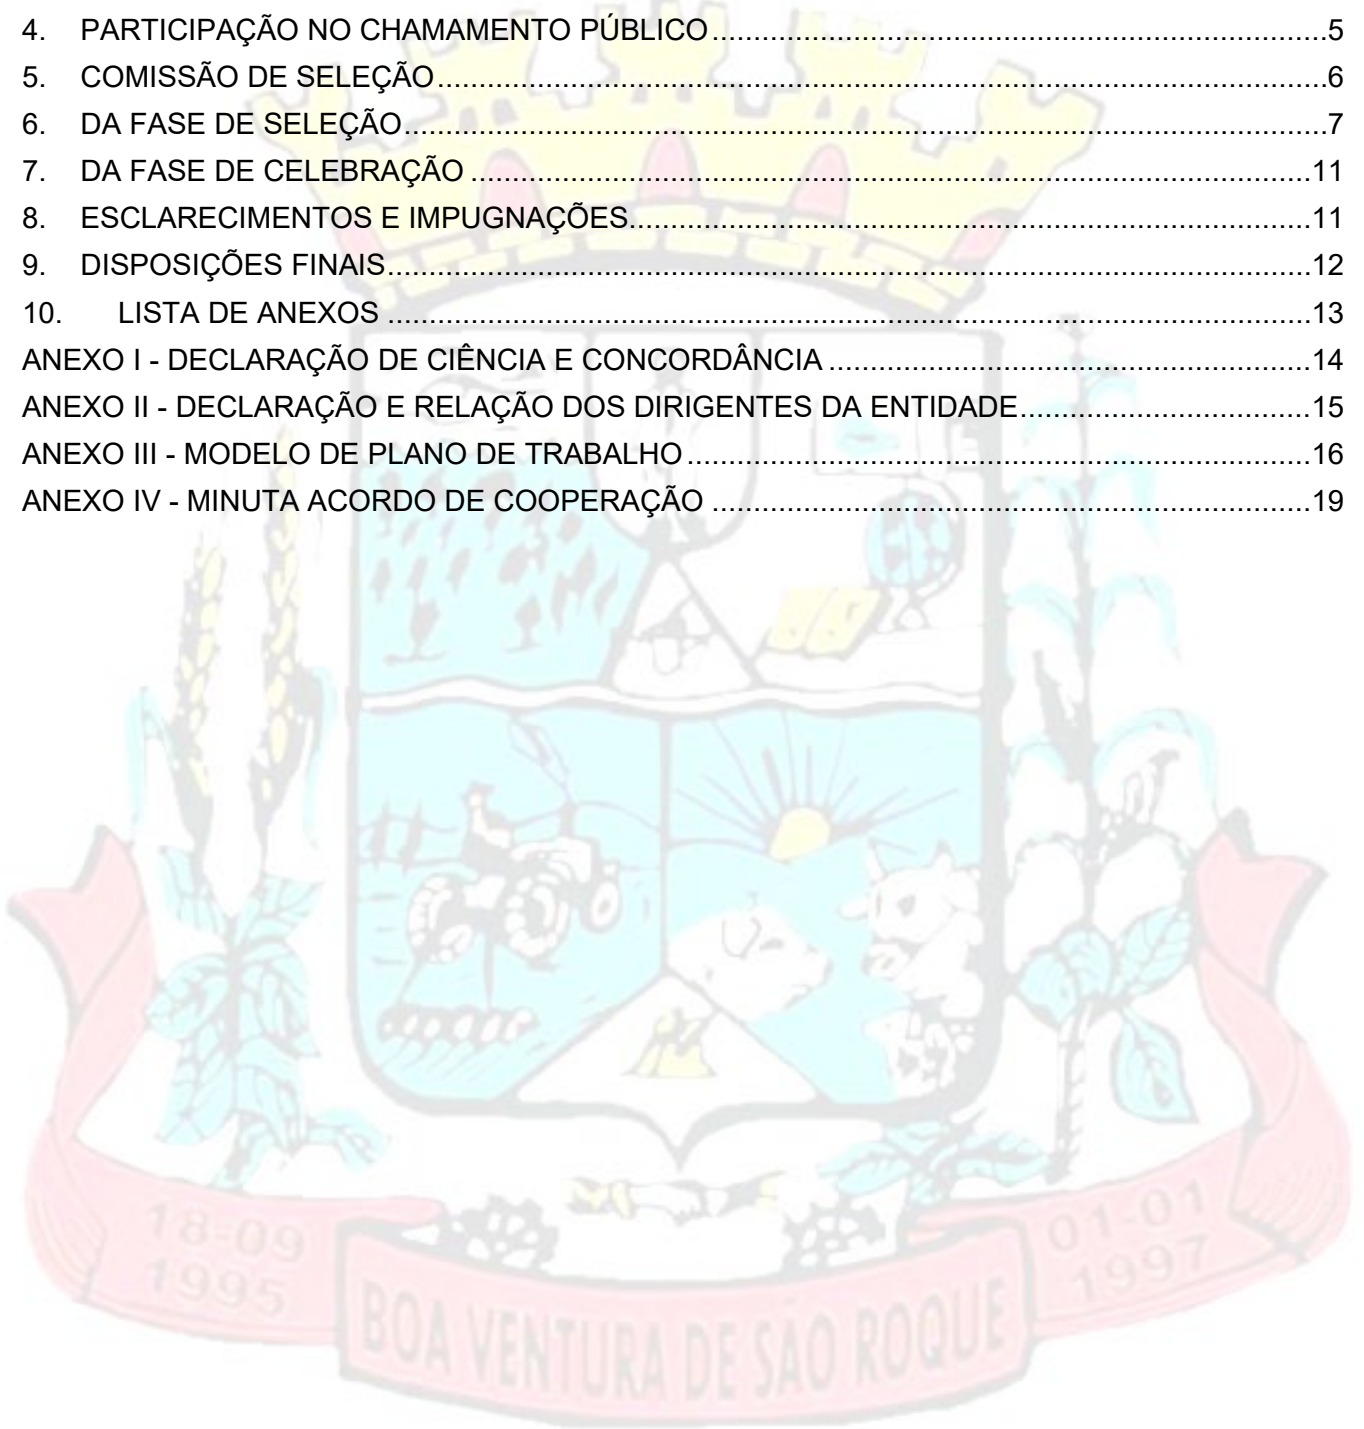 4. PARTICIPAÇÃO NO CHAMAMENTO PÚBLICO........................................................................5
5. COMISSÃO DE SELEÇÃO........................................................................6
6. DA FASE DE SELEÇÃO........................................................................7
7. DA FASE DE CELEBRAÇÃO........................................................................11
8. ESCLARECIMENTOS E IMPUGNAÇÕES........................................................................11
9. DISPOSIÇÕES FINAIS........................................................................12
10. LISTA DE ANEXOS........................................................................13
ANEXO I - DECLARAÇÃO DE CIÊNCIA E CONCORDÂNCIA........................................................................14
ANEXO II - DECLARAÇÃO E RELAÇÃO DOS DIRIGENTES DA ENTIDADE........................................................................15
ANEXO III - MODELO DE PLANO DE TRABALHO........................................................................16
ANEXO IV - MINUTA ACORDO DE COOPERAÇÃO........................................................................19
18-09
1995
01-01
1997
BOA VENTURA DE SÃO ROQUE